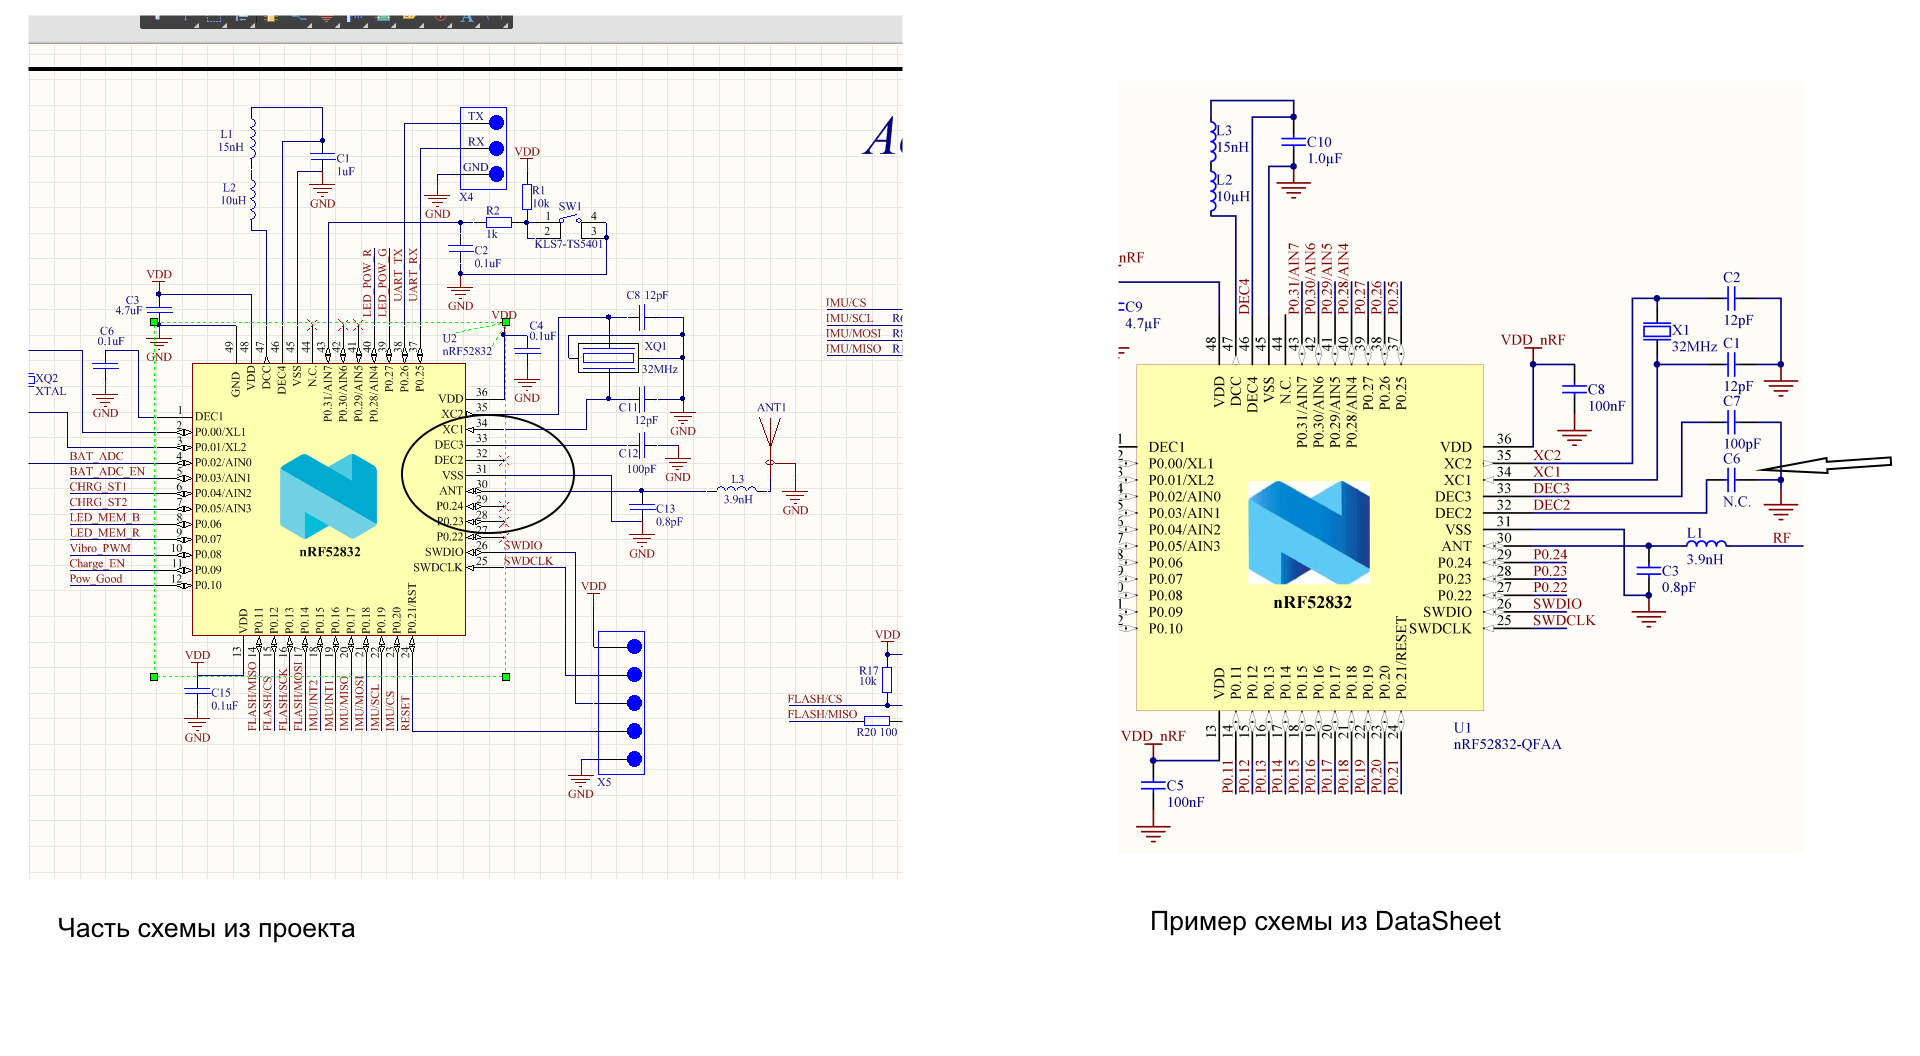 L1
15nH
L2
10uH
C1
1uF
GND
TX
RX
GND
X4
GND
VDD
R1
10k
R2
1k
SW1
1
4
2
3
KLS7-TS5401
C2
0.1uF
GND
LED_POW_R
LED_POW_G
UART_TX
UART_RX
VDD
C3
4.7uF
GND
C6
0.1uF
GND
XQ2
XTAL
VDD
U2
nRF52832
C4
0.1uF
GND
C8 12pF
XQ1
32MHz
C11
12pF
GND
C12
100pF
GND
ANT1
L3
3.9nH
GND
C13
0.8pF
GND
49 48 47 46 45 44 43 42 41 40 39 38 37
GND
VDD
DCC
DEC4
VSS
N.C.
P0.31/AIN7
P0.30/AIN6
P0.29/AIN5
P0.28/AIN4
P0.27
P0.26
P0.25
1 DEC1
2 P0.00/XL1
3 P0.01/XL2
BAT_ADC 4 P0.02/AIN0
BAT_ADC_EN 5 P0.03/AIN1
CHRG_ST1 6 P0.04/AIN2
CHRG_ST2 7 P0.05/AIN3
LED_MEM_B 8 P0.06
LED_MEM_R 9 P0.07
Vibro_PWM 10 P0.08
Charge_EN 11 P0.09
Pow_Good 12 P0.10
VDD 36
XC2 35
XC1 34
DEC3 33
DEC2 32
VSS 31
ANT 30
P0.24 29
P0.23 28
P0.22 27
SWDIO 26 SWDIO
SWDCLK 25 SWDCLK
nRF52832
VDD
P0.11
P0.12
P0.13
P0.14
P0.15
P0.16
P0.17
P0.18
P0.19
P0.20
P0.21/RST
13 14 15 16 17 18 19 20 21 22 23 24
FLASH/MISO
FLASH/CS
FLASH/SCK
FLASH/MOSI
IMU/INT2
IMU/INT1
IMU/MISO
IMU/MOSI
IMU/SCL
IMU/CS
RESET
VDD
C15
0.1uF
GND
VDD
X5
GND
IMU/CS
IMU/SCL
IMU/MOSI
IMU/MISO
VDD
R17
10k
FLASH/CS
FLASH/MISO
R20 100
Часть схемы из проекта
L3
15nH
L2
10µH
C10
1.0µF
nRF
C9
4.7µF
DEC4
P0.31/AIN7
P0.30/AIN6
P0.29/AIN5
P0.28/AIN4
P0.27
P0.26
P0.25
48 47 46 45 44 43 42 41 40 39 38 37
VDD
DCC
DEC4
VSS
N.C.
P0.31/AIN7
P0.30/AIN6
P0.29/AIN5
P0.28/AIN4
P0.27
P0.26
P0.25
VDD_nRF
C8
100nF
X1
32MHz
C2
12pF
C1
12pF
C7
100pF
C6
N.C.
DEC1
P0.00/XL1
P0.01/XL2
P0.02/AIN0
P0.03/AIN1
P0.04/AIN2
P0.05/AIN3
P0.06
P0.07
P0.08
P0.09
P0.10
VDD 36
XC2 35 XC2
XC1 34 XC1
DEC3 33 DEC3
DEC2 32 DEC2
VSS 31
ANT 30
P0.24 29 P0.24
P0.23 28 P0.23
P0.22 27 P0.22
SWDIO 26 SWDIO
SWDCLK 25 SWDCLK
L1
3.9nH
RF
C3
0.8pF
nRF52832
VDD
P0.11
P0.12
P0.13
P0.14
P0.15
P0.16
P0.17
P0.18
P0.19
P0.20
P0.21/RESET
U1
nRF52832-QFAA
13 14 15 16 17 18 19 20 21 22 23 24
P0.11
P0.12
P0.13
P0.14
P0.15
P0.16
P0.17
P0.18
P0.19
P0.20
P0.21
VDD_nRF
C5
100nF
Пример схемы из DataSheet